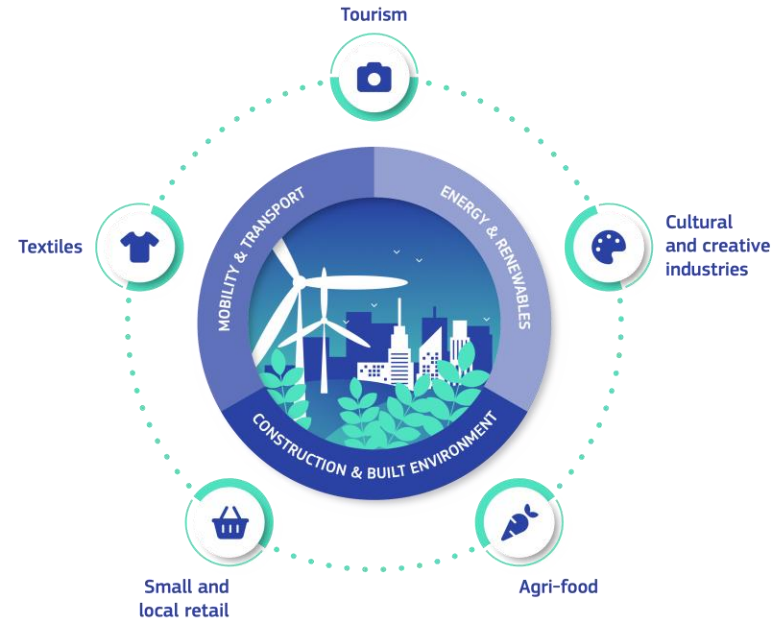 Tourism
MOBILITY & TRANSPORT
ENERGY & RENEWABLES
Textiles
Cultural
and creative
industries
CONSTRUCTION & BUILT ENVIRONMENT
Small and
local retail
Agri-food